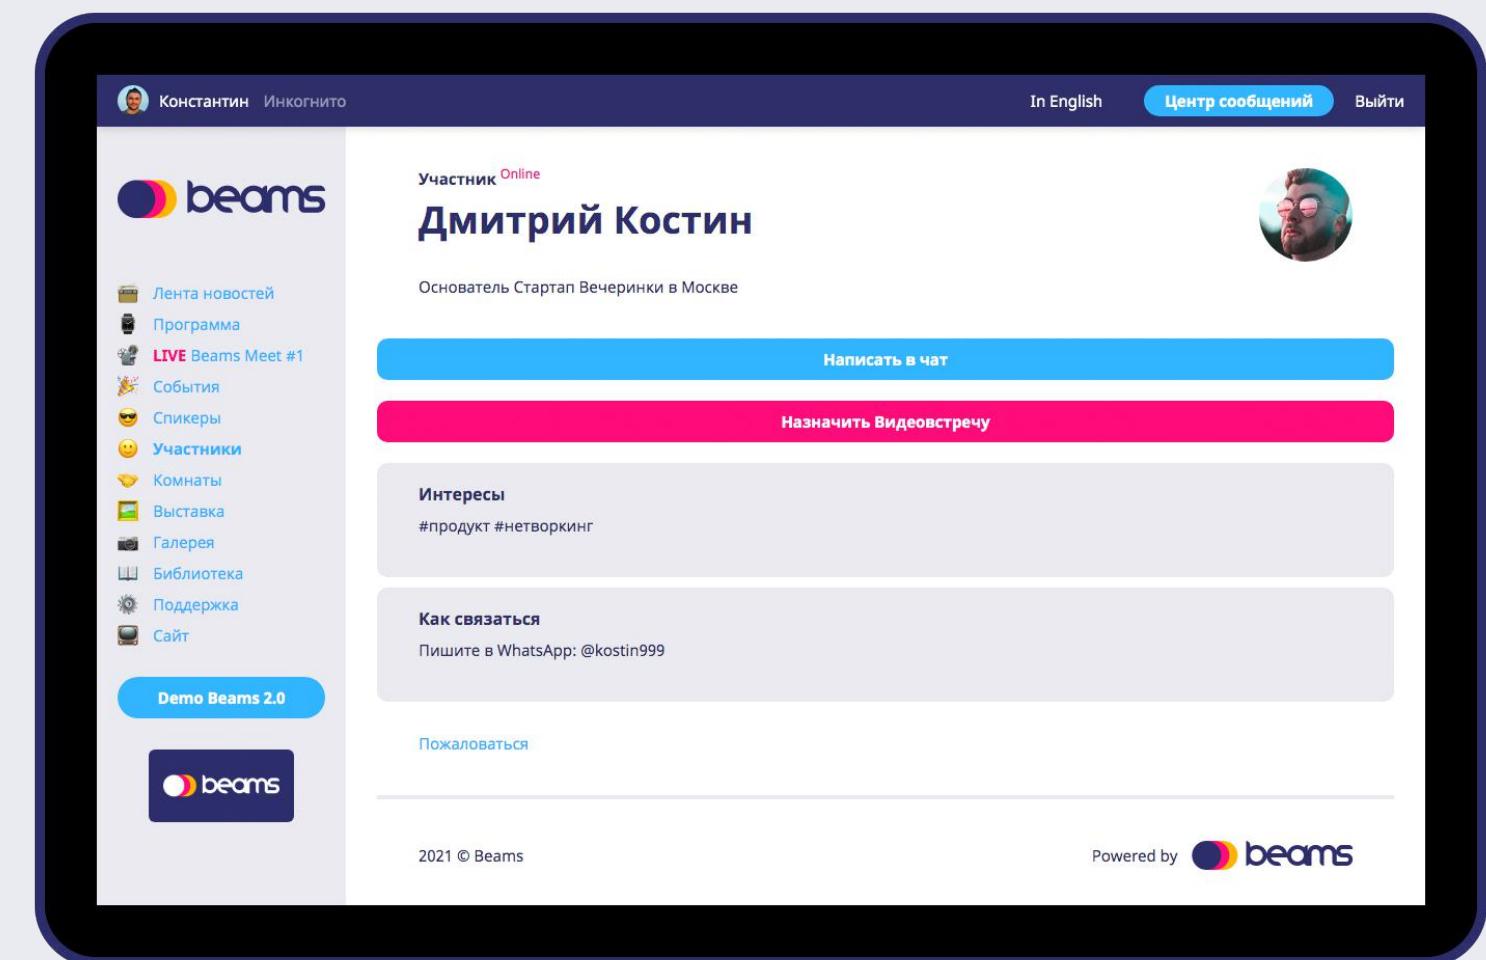 Константин Инкогнито In English Центр сообщений Выйти
beams
Лента новостей
Программа
LIVE Beams Meet #1
События
Спикеры
Участники
Комнаты
Выставка
Галерея
Библиотека
Поддержка
Сайт
Demo Beams 2.0
beams
Участник Online
Дмитрий Костин
Основатель Стартап Вечеринки в Москве
Написать в чат
Назначить Видеовстречу
Интересы
#продукт #нетворкинг
Как связаться
Пишите в WhatsApp: @kostin999
Пожаловаться
2021 © Beams
Powered by beams